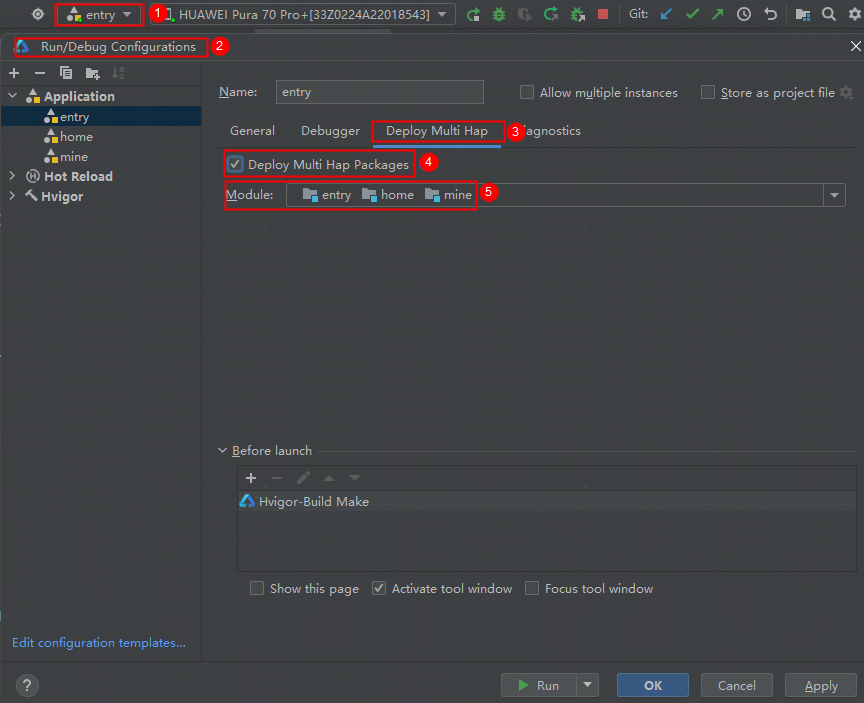 entry 1 HUAWEI Pura 70 Pro+[33Z0224A22018543] Git:
Run/Debug Configurations 2
Name: entry Allow multiple instances Store as project file
Application
entry
home
mine
Hot Reload
Hvigor
General Debugger Deploy Multi Hap 3 iagnostics
Deploy Multi Hap Packages 4
Module: entry home mine 5
Before launch
Hvigor-Build Make
Show this page Activate tool window Focus tool window
Edit configuration templates...
? Run OK Cancel Apply